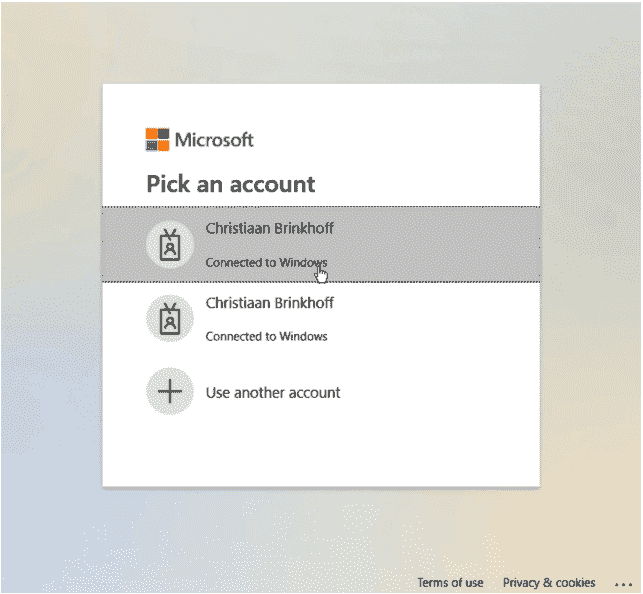 Microsoft
Pick an account
Christiaan Brinkhoff
Connected to Windows
Christiaan Brinkhoff
Connected to Windows
Use another account
Terms of use Privacy & cookies ...